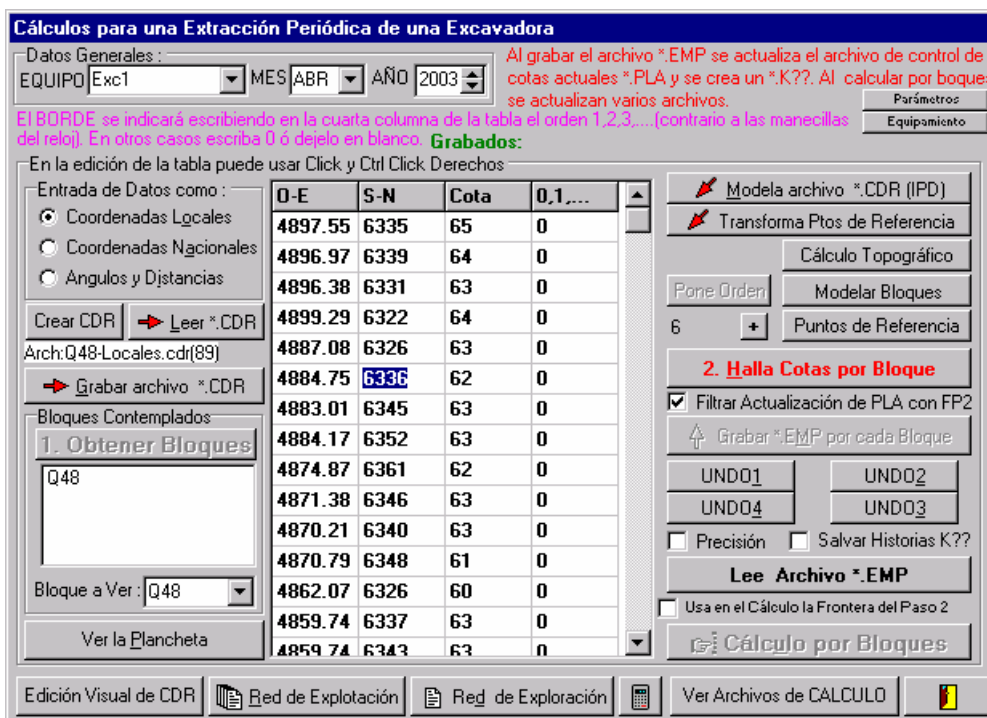 Cálculos para una Extracción Periódica de una Excavadora
Datos Generales :
EQUIPO Exc1 MES ABR AÑO 2003
Al grabar el archivo *.EMP se actualiza el archivo de control de
cotas actuales *.PLA y se crea un *.K??. Al calcular por boques
se actualizan varios archivos.
Parámetros
Equipamiento
El BORDE se indicará escribiendo en la cuarta columna de la tabla el orden 1,2,3,....(contrario a las manecillas
del reloj). En otros casos escriba 0 ó dejelo en blanco. Grabados:
En la edición de la tabla puede usar Click y Ctrl Click Derechos
Entrada de Datos como :
Coordenadas Locales
Coordenadas Nacionales
Angulos y Distancias
Crear CDR Leer *.CDR
Arch:Q48-Locales.cdr(89)
Grabar archivo *.CDR
Bloques Contemplados
1. Obtener Bloques
Q48
Bloque a Ver : Q48
Ver la Plancheta
O-E S-N Cota 0,1,...
4897.55 6335 65 0
4896.97 6339 64 0
4896.38 6331 63 0
4899.29 6322 64 0
4887.08 6326 63 0
4884.75 6336 62 0
4883.01 6345 63 0
4884.17 6352 63 0
4874.87 6361 62 0
4871.38 6346 63 0
4870.21 6340 63 0
4870.79 6348 61 0
4862.07 6326 60 0
4859.74 6337 63 0
4859.74 6343 63 0
Modela archivo *.CDR (IPD)
Transforma Ptos de Referencia
Cálculo Topográfico
Pone Orden Modelar Bloques
6 + Puntos de Referencia
2. Halla Cotas por Bloque
Filtrar Actualización de PLA con FP2
Grabar *.EMP por cada Bloque
UNDO1 UNDO2
UNDO4 UNDO3
Precisión Salvar Historias K??
Lee Archivo *.EMP
Usa en el Cálculo la Frontera del Paso 2
Cálculo por Bloques
Edición Visual de CDR Red de Explotación Red de Exploración Ver Archivos de CALCULO